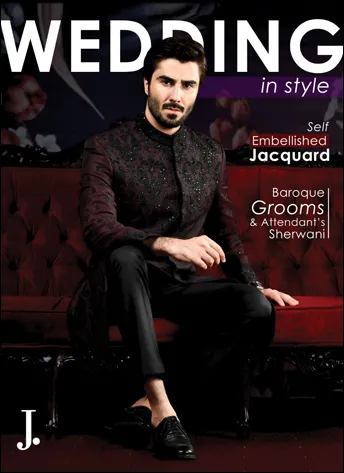 WEDDING
in style
Self
Embellished
Jacquard
Baroque
Grooms
& Attendant's
Sherwani
J.